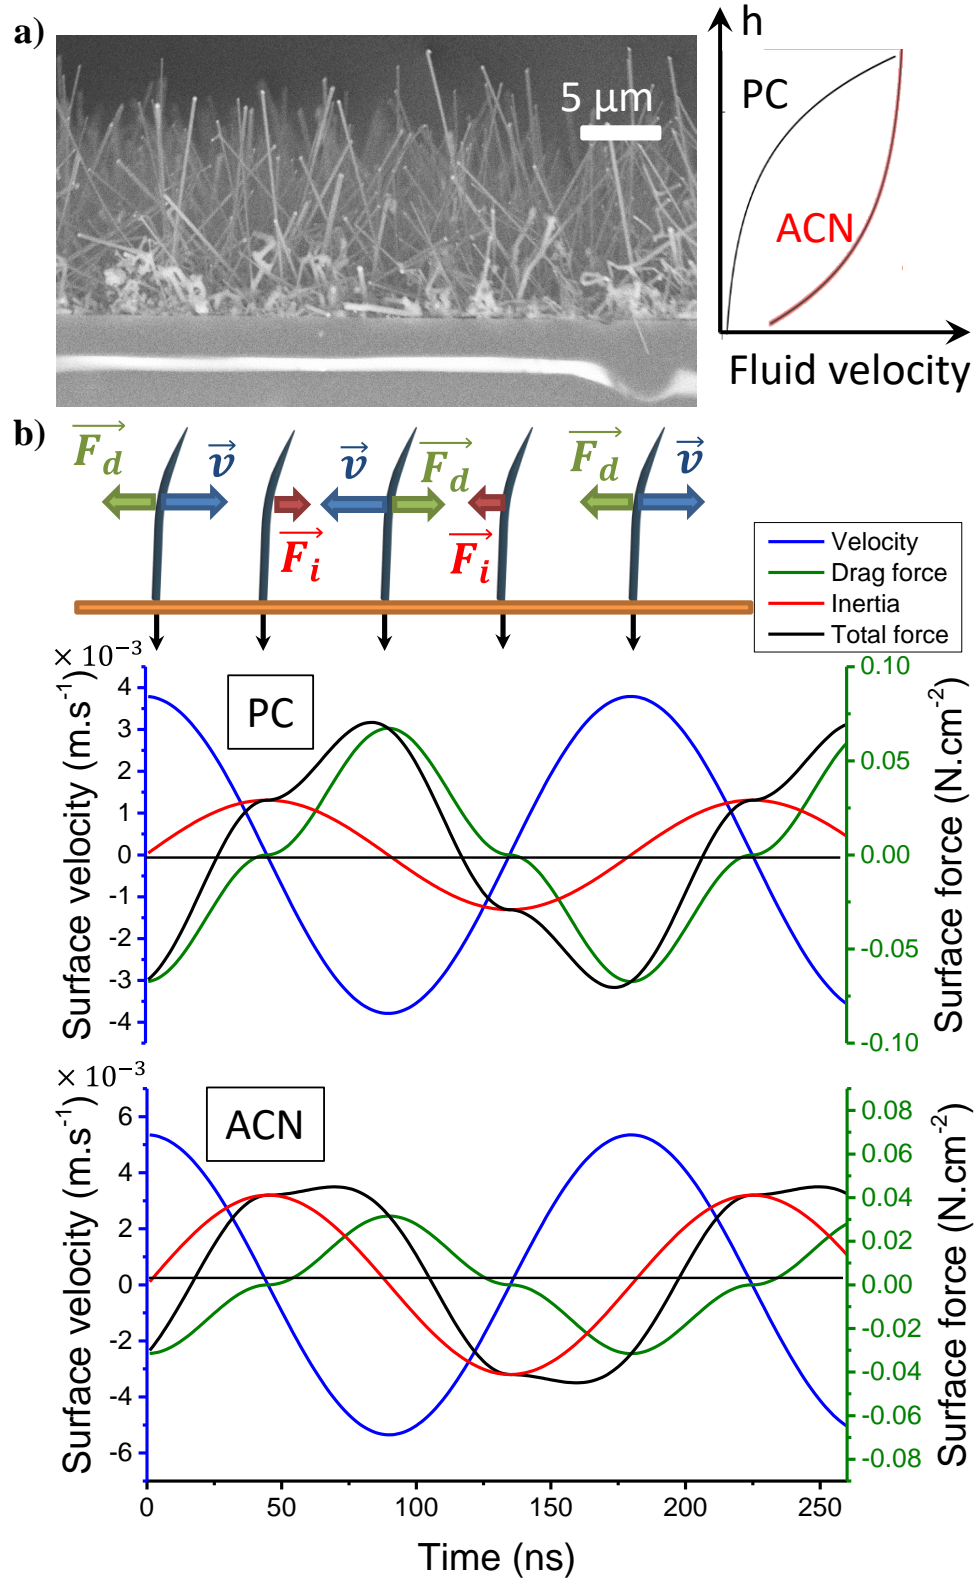 a)
5 µm
h
PC
ACN
Fluid velocity
b)
F_d
v
F_i
v
F_d
F_i
F_d
v
Velocity
Drag force
Inertia
Total force
× 10⁻³
PC
4
3
2
1
0
-1
-2
-3
-4
Surface velocity (m.s⁻¹)
0.10
0.05
0.00
-0.05
-0.10
Surface force (N.cm⁻²)
× 10⁻³
ACN
6
4
2
0
-2
-4
-6
Surface velocity (m.s⁻¹)
0.08
0.06
0.04
0.02
0.00
-0.02
-0.04
-0.06
-0.08
Surface force (N.cm⁻²)
0 50 100 150 200 250
Time (ns)